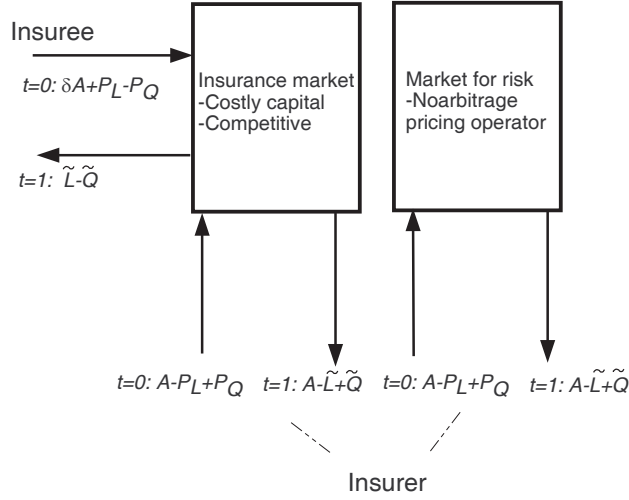 Insuree
t=0: δA+P_L-P_Q
Insurance market
-Costly capital
-Competitive
Market for risk
-Noarbitrage
pricing operator
t=1: L̃-Q̃
t=0: A-P_L+P_Q
t=1: A-L̃+Q̃
t=0: A-P_L+P_Q
t=1: A-L̃+Q̃
Insurer